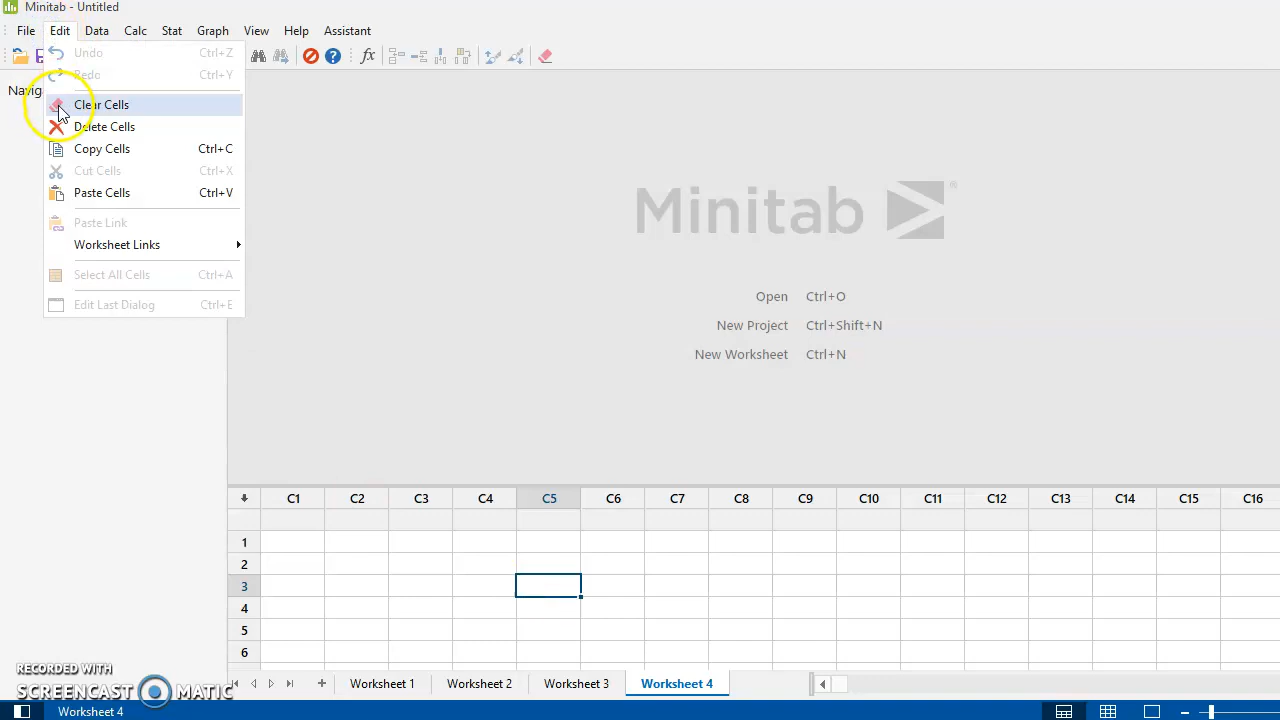 Minitab - Untitled
File Edit Data Calc Stat Graph View Help Assistant
Undo Ctrl+Z
Redo Ctrl+Y
Navig
Clear Cells
Delete Cells
Copy Cells Ctrl+C
Cut Cells Ctrl+X
Paste Cells Ctrl+V
Paste Link
Worksheet Links
Select All Cells Ctrl+A
Edit Last Dialog Ctrl+E
Minitab ®
Open Ctrl+O
New Project Ctrl+Shift+N
New Worksheet Ctrl+N
C1 C2 C3 C4 C5 C6 C7 C8 C9 C10 C11 C12 C13 C14 C15 C16
1
2
3
4
5
6
RECORDED WITH
SCREENCAST MATIC
Worksheet 1 Worksheet 2 Worksheet 3 Worksheet 4
Worksheet 4